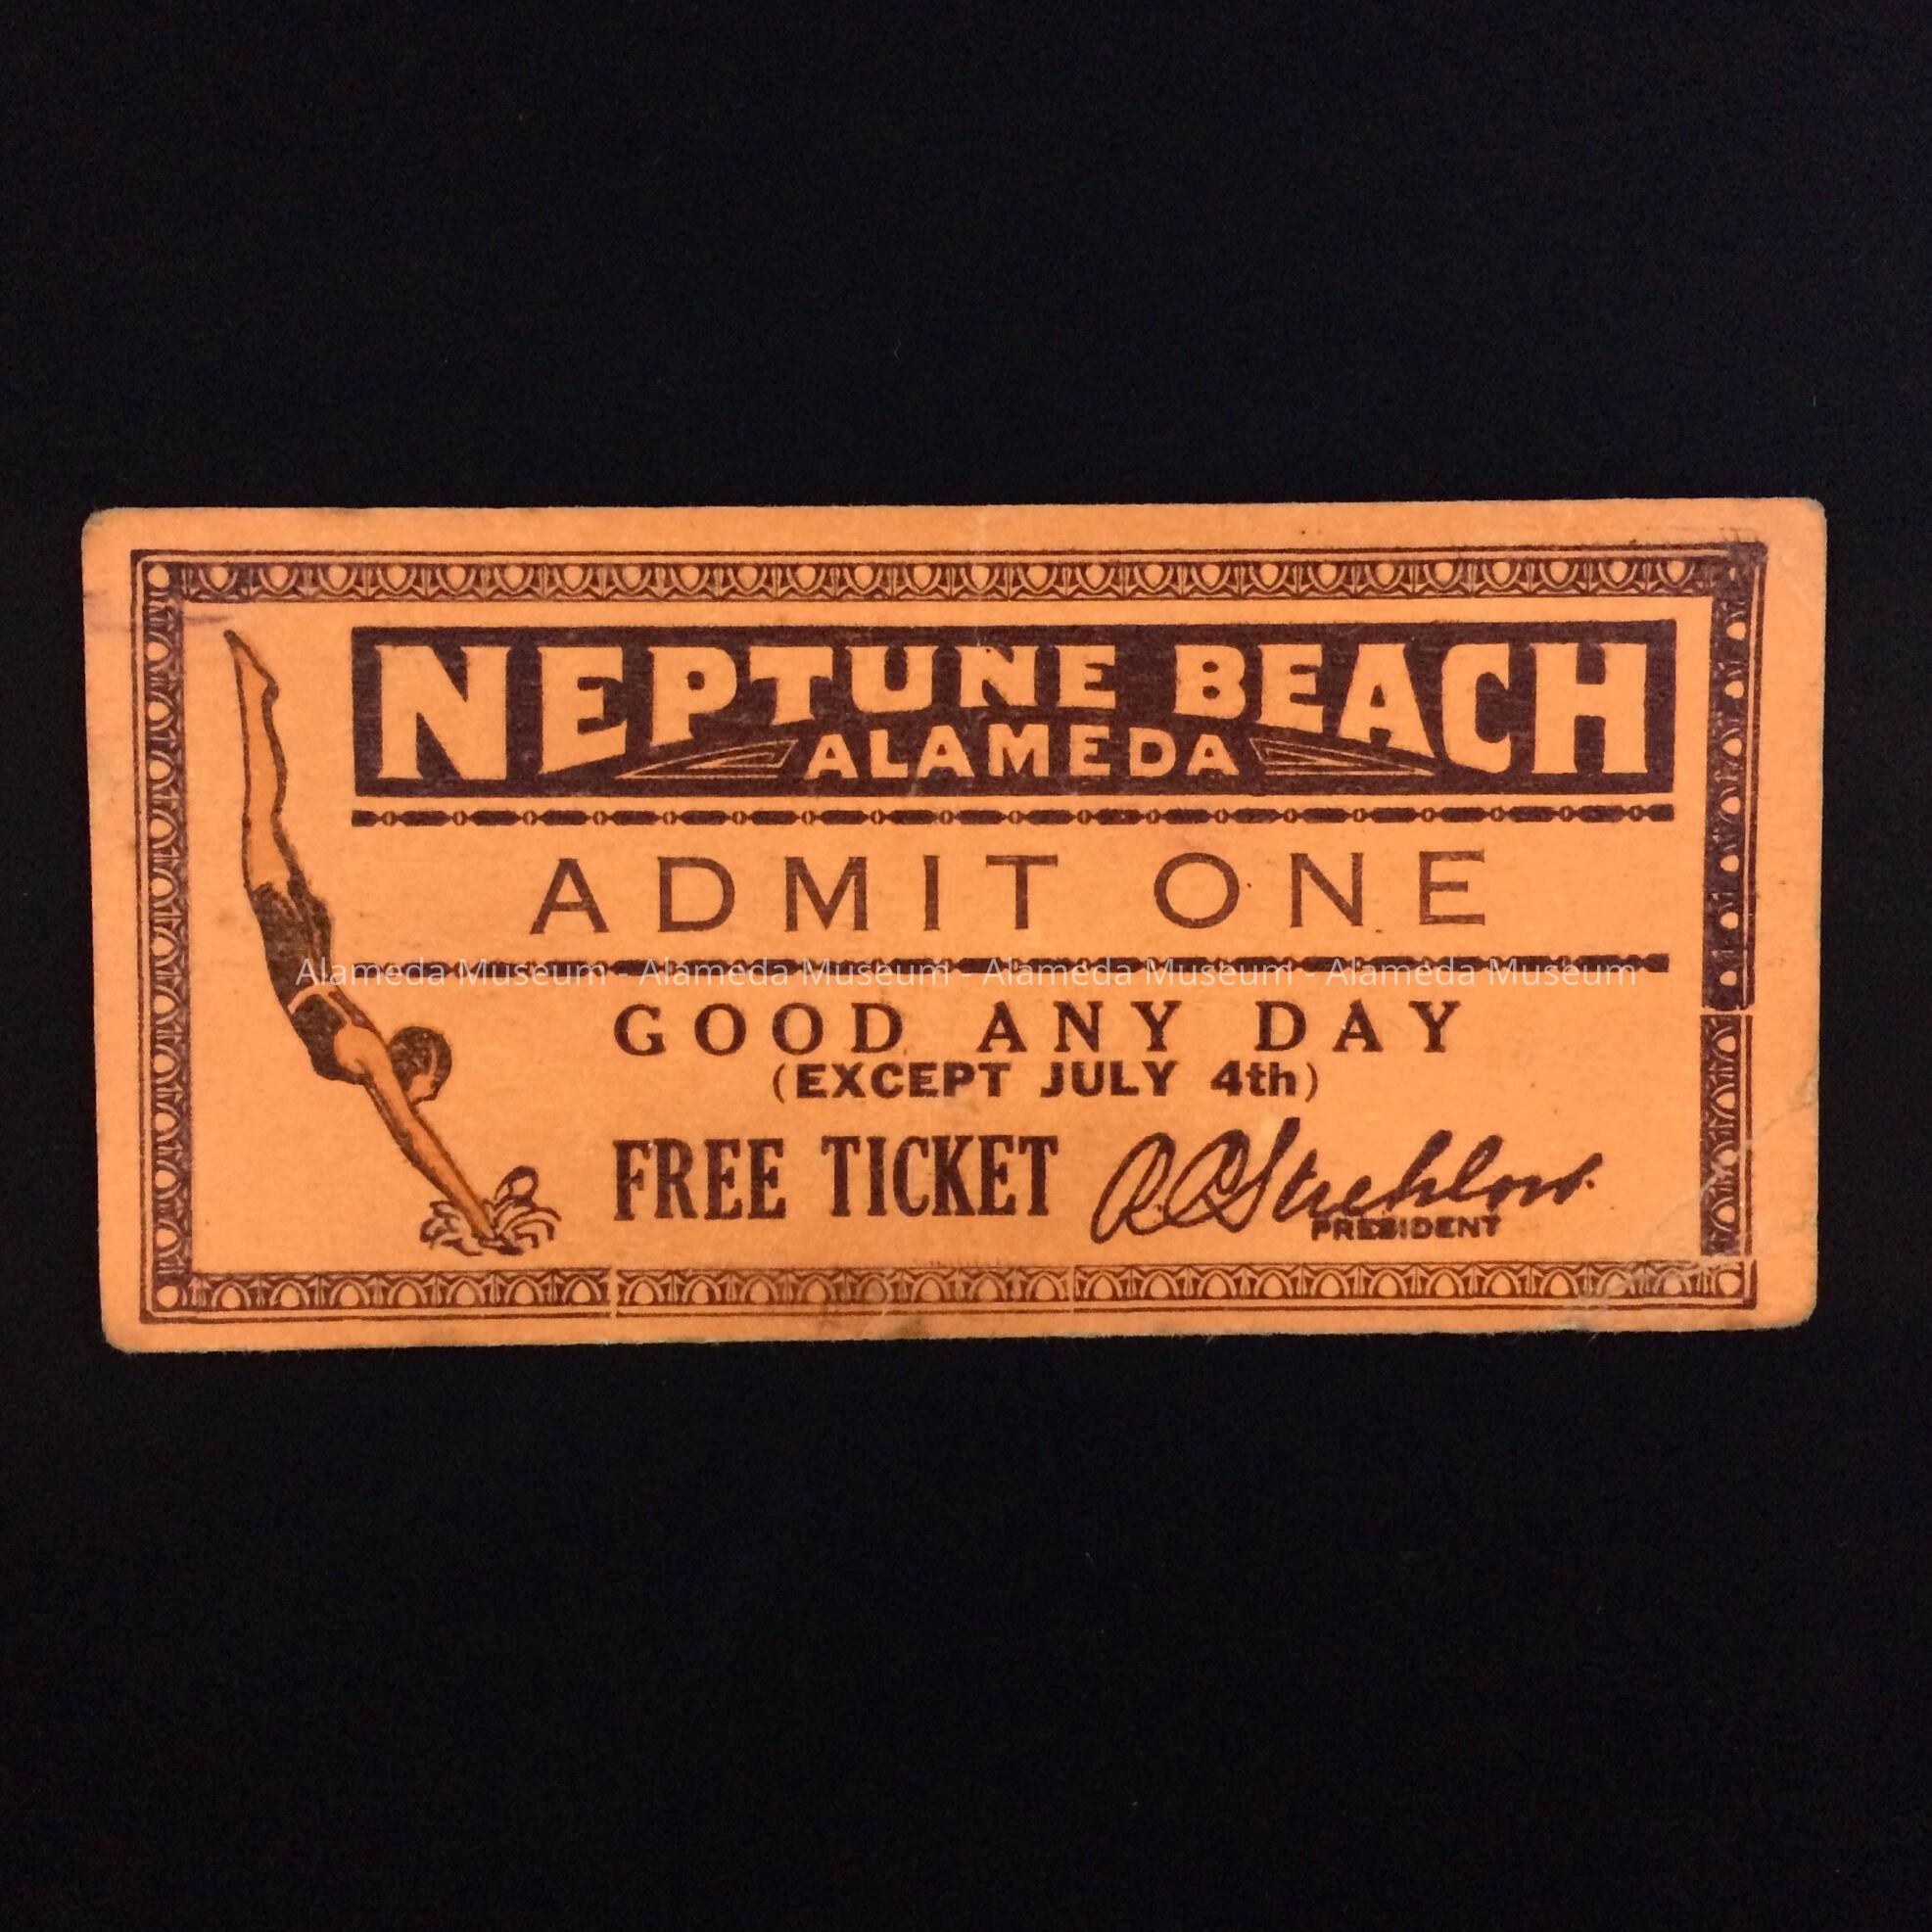 NEPTUNE BEACH
ALAMEDA
ADMIT ONE
Alameda Museum - Alameda Museum - Alameda Museum - Alameda Museum
GOOD ANY DAY
(EXCEPT JULY 4th)
FREE TICKET R.C. Strehlow.
PRESIDENT